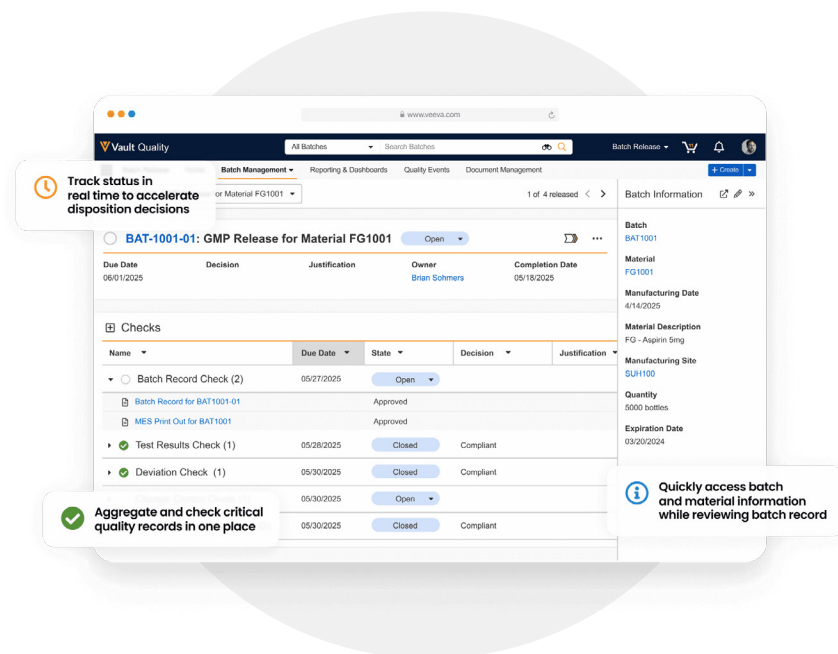 www.veeva.com
Vault Quality
All Batches
Search Batches
Batch Release
Batch Management
Reporting & Dashboards
Quality Events
Document Management
+ Create
Track status in
real time to accelerate
disposition decisions
or Material FG1001
1 of 4 released
BAT-1001-01: GMP Release for Material FG1001
Open
Due Date
Decision
Justification
Owner
Completion Date
06/01/2025
Brian Sohmers
05/18/2025
Checks
Name
Due Date
State
Decision
Justification
Batch Record Check (2)
05/27/2025
Open
Batch Record for BAT1001-01
Approved
MES Print Out for BAT1001
Approved
Test Results Check (1)
05/28/2025
Closed
Compliant
Deviation Check (1)
05/30/2025
Closed
Compliant
05/30/2025
Open
05/30/2025
Closed
Compliant
Aggregate and check critical
quality records in one place
Batch Information
Batch
BAT1001
Material
FG1001
Manufacturing Date
4/14/2025
Material Description
FG - Aspirin 5mg
Manufacturing Site
SUH100
Quantity
5000 bottles
Expiration Date
03/20/2024
Quickly access batch
and material information
while reviewing batch record